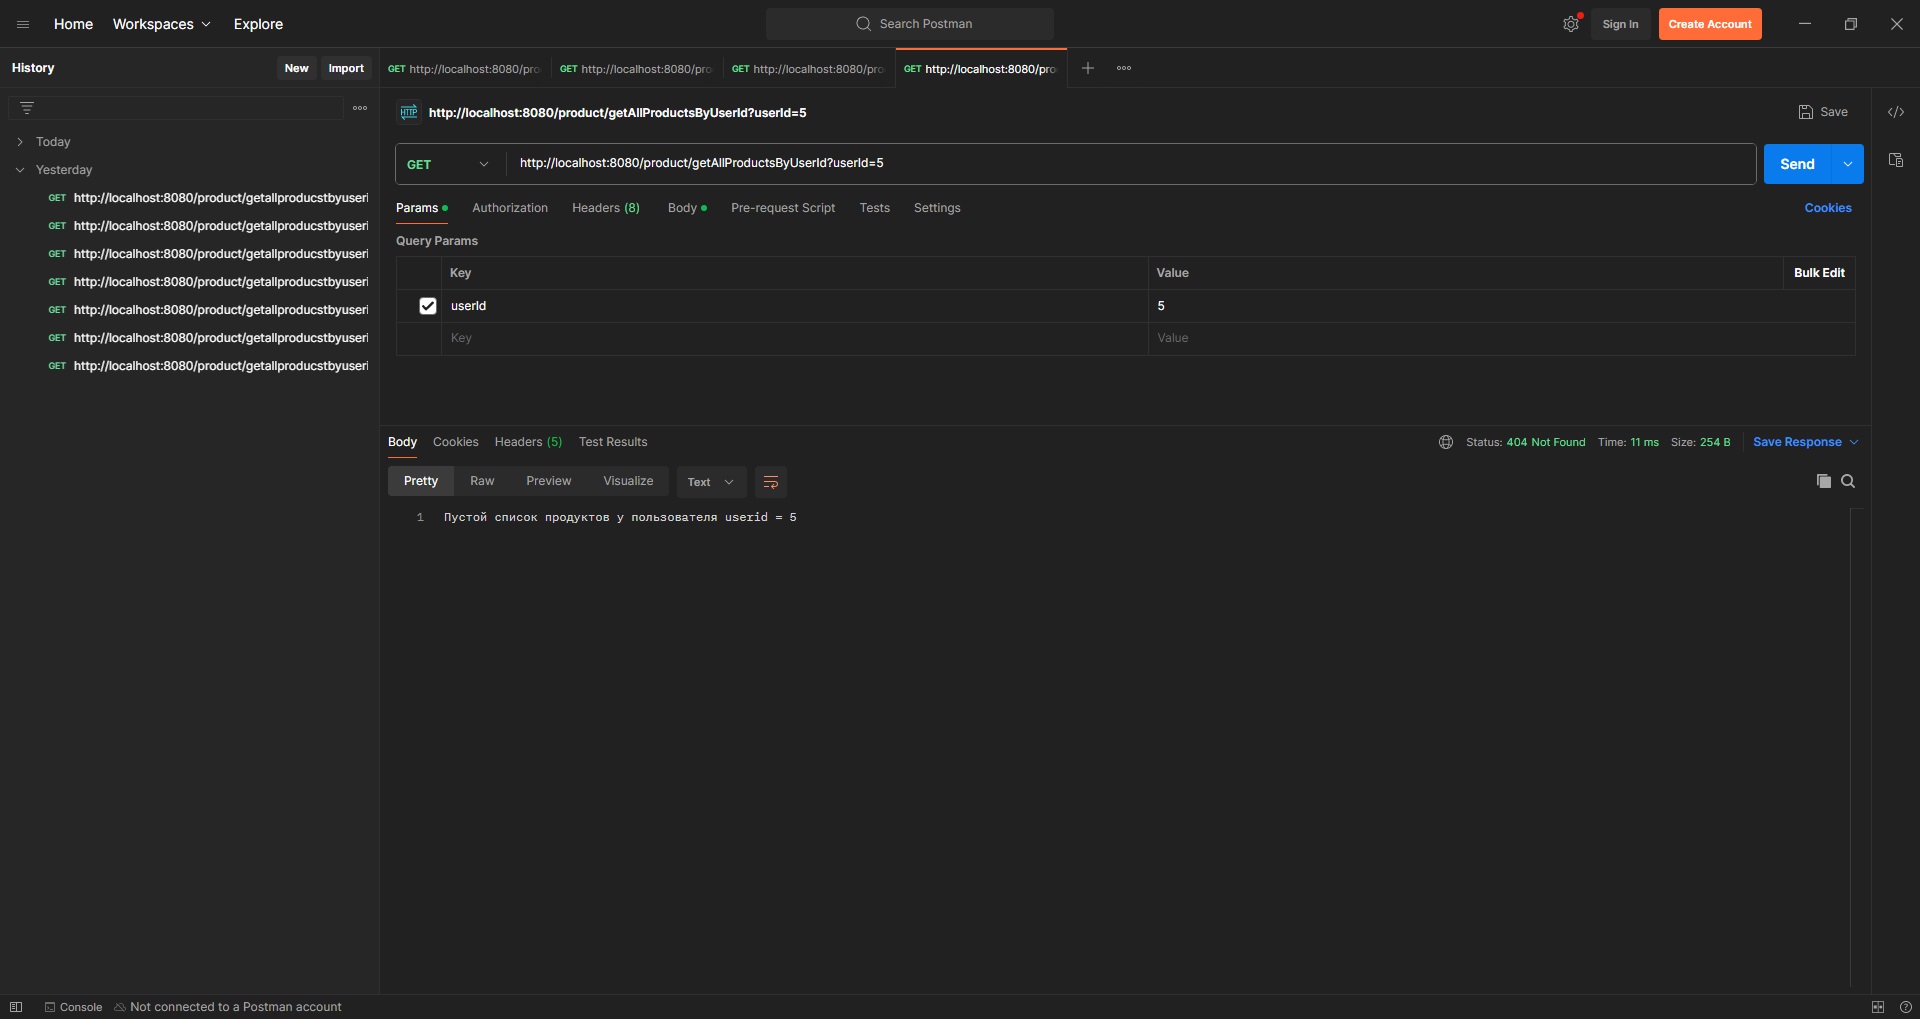 Home Workspaces Explore
Search Postman
Sign In Create Account
History New Import
GET http://localhost:8080/pro GET http://localhost:8080/pro GET http://localhost:8080/pro GET http://localhost:8080/pro
HTTP http://localhost:8080/product/getAllProductsByUserId?userId=5 Save
Today
Yesterday
GET http://localhost:8080/product/getallproducstbyuseri
GET http://localhost:8080/product/getallproducstbyuseri
GET http://localhost:8080/product/getallproducstbyuseri
GET http://localhost:8080/product/getallproducstbyuseri
GET http://localhost:8080/product/getallproducstbyuseri
GET http://localhost:8080/product/getallproducstbyuseri
GET http://localhost:8080/product/getallproducstbyuseri
GET http://localhost:8080/product/getAllProductsByUserId?userId=5 Send
Params Authorization Headers (8) Body Pre-request Script Tests Settings Cookies
Query Params
Key Value Bulk Edit
userId 5
Key Value
Body Cookies Headers (5) Test Results Status: 404 Not Found Time: 11 ms Size: 254 B Save Response
Pretty Raw Preview Visualize Text
1 Пустой список продуктов у пользователя userid = 5
Console Not connected to a Postman account